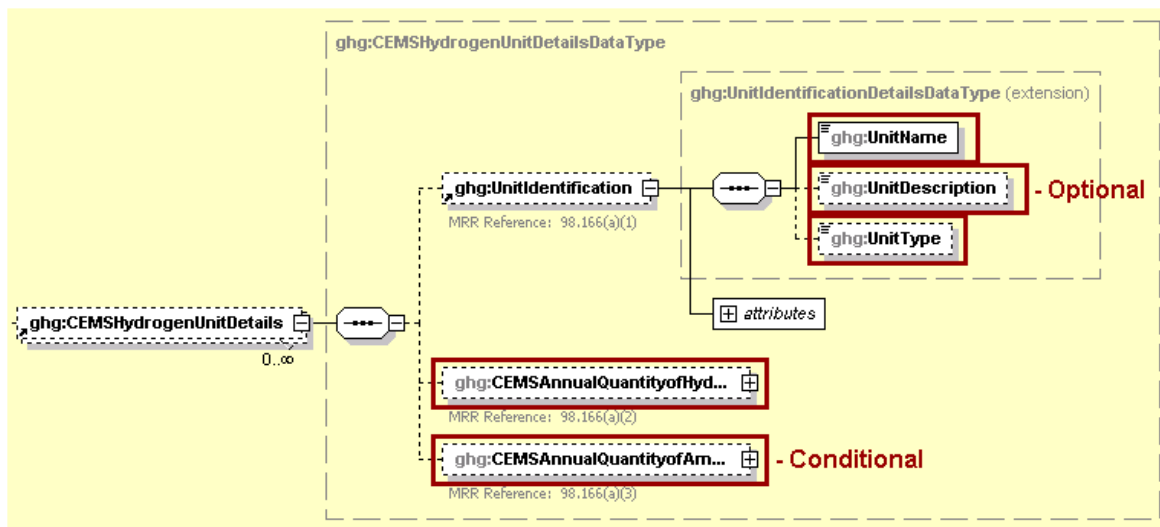 ghg:CEMSHydrogenUnitDetailsDataType
ghg:UnitIdentificationDetailsDataType (extension)
ghg:UnitName
ghg:UnitIdentification
ghg:UnitDescription
- Optional
MRR Reference: 98.166(a)(1)
ghg:UnitType
attributes
ghg:CEMSHydrogenUnitDetails
0..∞
ghg:CEMSAnnualQuantityofHyd...
MRR Reference: 98.166(a)(2)
ghg:CEMSAnnualQuantityofAm...
- Conditional
MRR Reference: 98.166(a)(3)